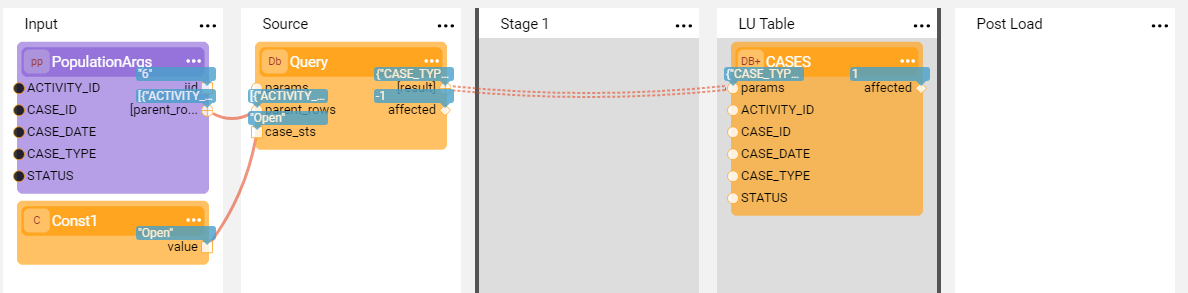 Input
Source
Stage 1
LU Table
Post Load
pp PopulationArgs
"6"
ACTIVITY_ID
iid
[{"ACTIVITY_...
CASE_ID
[parent_ro...
CASE_DATE
CASE_TYPE
STATUS
C Const1
"Open"
value
Db Query
{"CASE_TYP...
params
[result]
[{"ACTIVITY_...
-1
parent_rows
affected
"Open"
case_sts
DB+ CASES
{"CASE_TYP...
1
params
affected
ACTIVITY_ID
CASE_ID
CASE_DATE
CASE_TYPE
STATUS